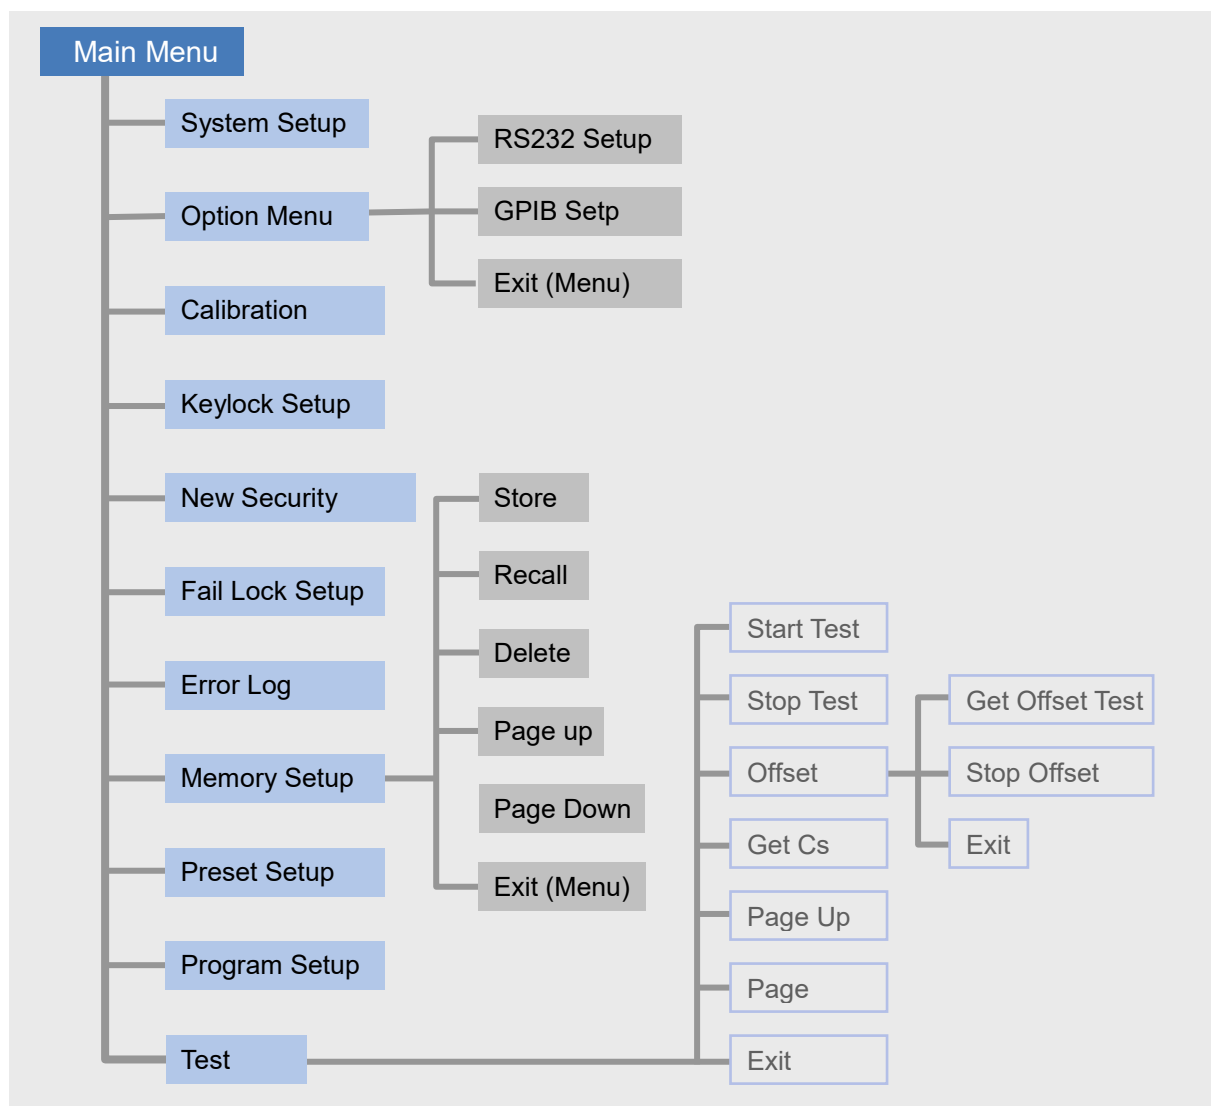 Main Menu
System Setup
Option Menu
RS232 Setup
GPIB Setp
Exit (Menu)
Calibration
Keylock Setup
New Security
Fail Lock Setup
Error Log
Memory Setup
Store
Recall
Delete
Page up
Page Down
Exit (Menu)
Preset Setup
Program Setup
Test
Start Test
Stop Test
Offset
Get Offset Test
Stop Offset
Exit
Get Cs
Page Up
Page
Exit